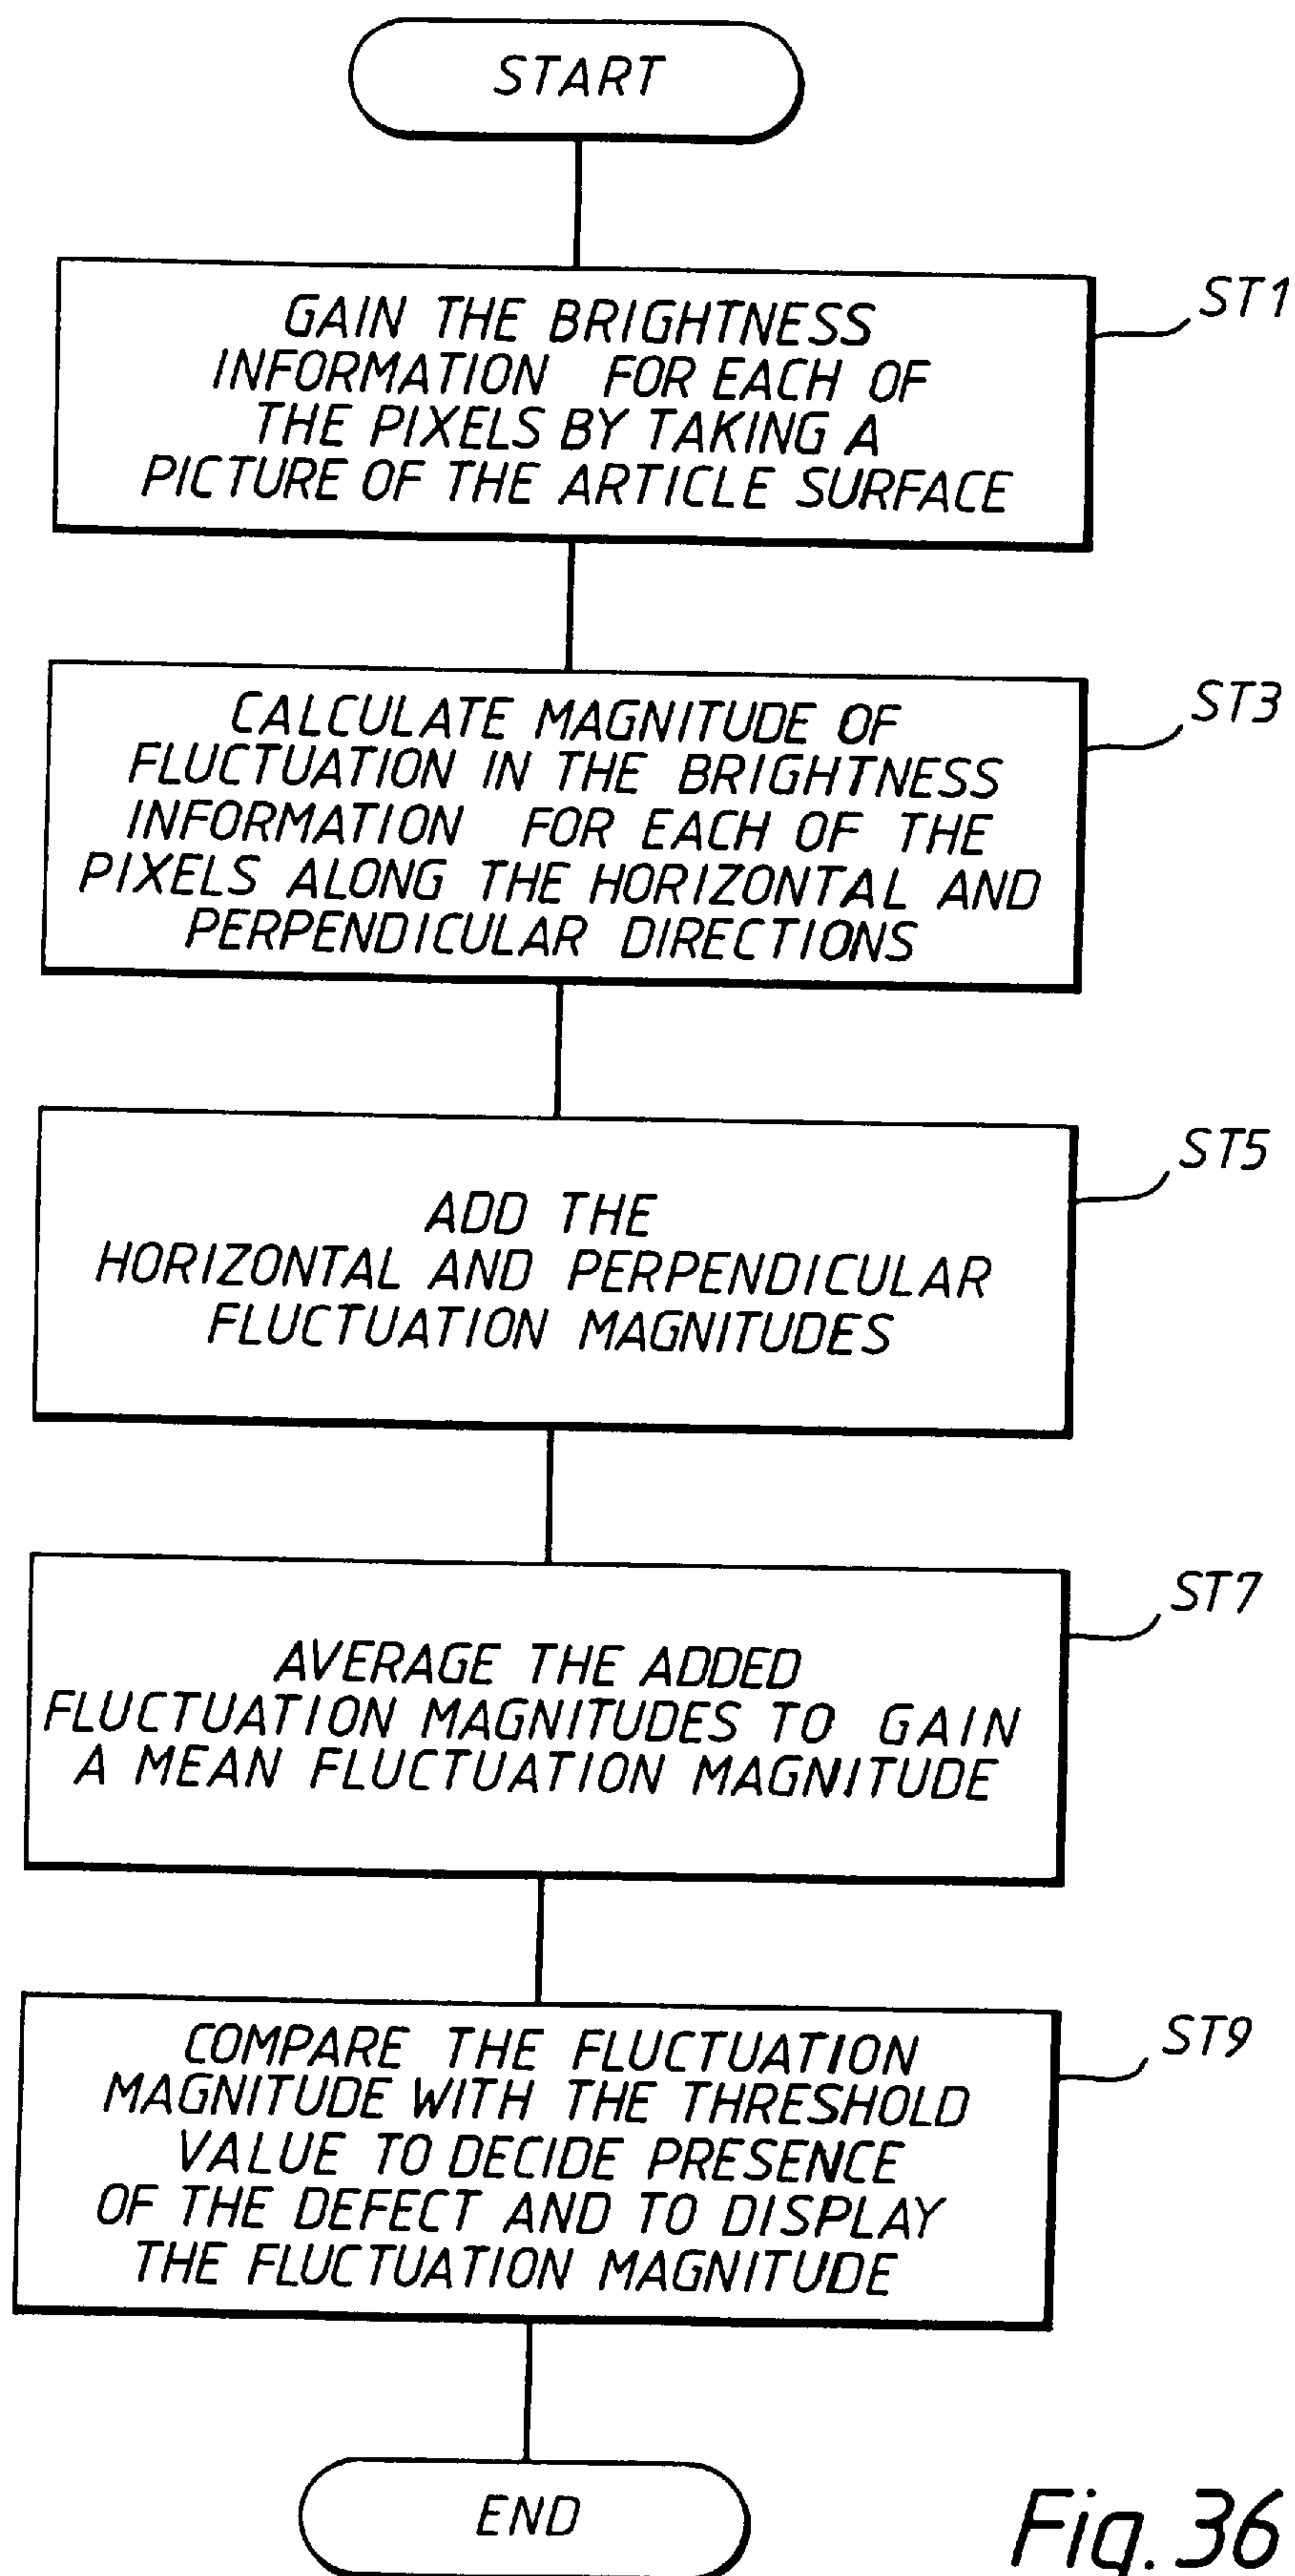 START
GAIN THE BRIGHTNESS
INFORMATION FOR EACH OF
THE PIXELS BY TAKING A
PICTURE OF THE ARTICLE SURFACE
ST1
CALCULATE MAGNITUDE OF
FLUCTUATION IN THE BRIGHTNESS
INFORMATION FOR EACH OF THE
PIXELS ALONG THE HORIZONTAL AND
PERPENDICULAR DIRECTIONS
ST3
ADD THE
HORIZONTAL AND PERPENDICULAR
FLUCTUATION MAGNITUDES
ST5
AVERAGE THE ADDED
FLUCTUATION MAGNITUDES TO GAIN
A MEAN FLUCTUATION MAGNITUDE
ST7
COMPARE THE FLUCTUATION
MAGNITUDE WITH THE THRESHOLD
VALUE TO DECIDE PRESENCE
OF THE DEFECT AND TO DISPLAY
THE FLUCTUATION MAGNITUDE
ST9
END
Fig. 36